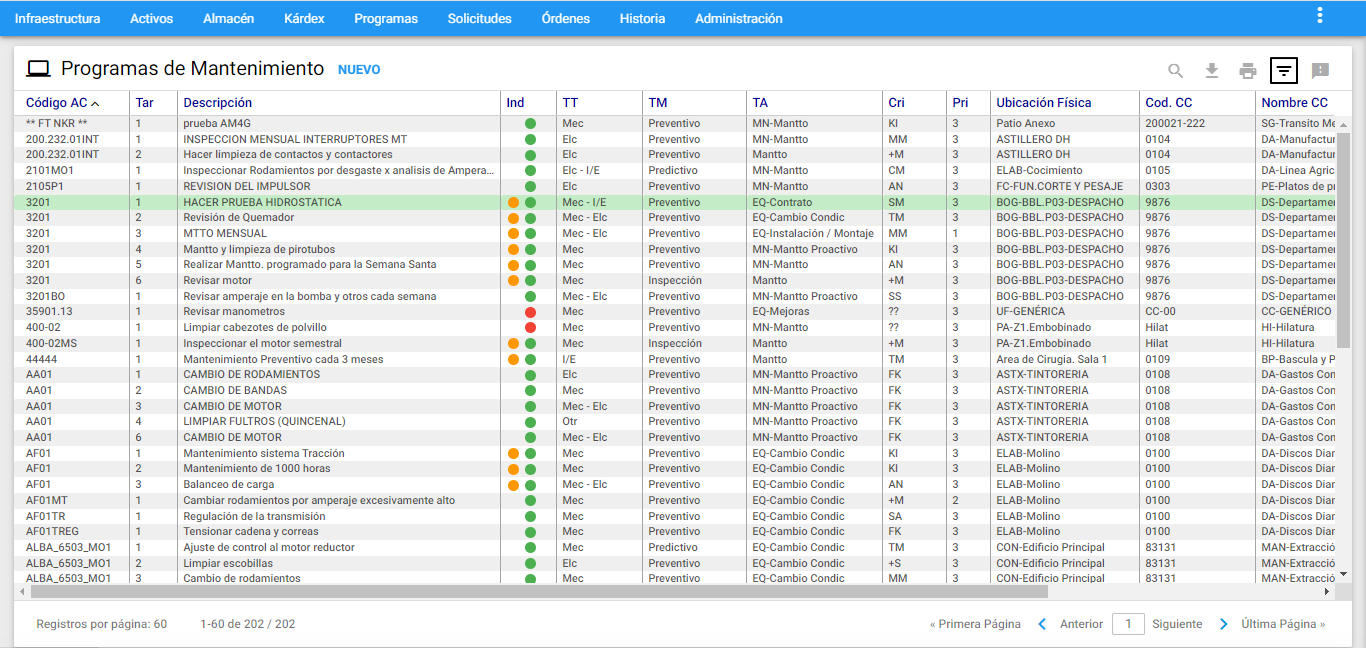 Infraestructura Activos Almacén Kárdex Programas Solicitudes Órdenes Historia Administración
Programas de Mantenimiento NUEVO
Código AC Tar Descripción Ind TT TM TA Cri Pri Ubicación Física Cod. CC Nombre CC
** FT NKR ** 1 prueba AM4G Mec Preventivo MN-Mantto KI 3 Patio Anexo 200021-222 SG-Transito Me
200.232.01INT 1 INSPECCION MENSUAL INTERRUPTORES MT Elc Preventivo MN-Mantto MM 3 ASTILLERO DH 0104 DA-Manufactur
200.232.01INT 2 Hacer limpieza de contactos y contactores Elc Preventivo Mantto +M 3 ASTILLERO DH 0104 DA-Manufactur
2101MO1 1 Inspeccionar Rodamientos por desgaste x analisis de Ampera... Elc - I/E Predictivo MN-Mantto CM 3 ELAB-Cocimiento 0105 DA-Linea Agric
2105P1 1 REVISION DEL IMPULSOR Elc Preventivo MN-Mantto AN 3 FC-FUN.CORTE Y PESAJE 0303 PE-Platos de pr
3201 1 HACER PRUEBA HIDROSTATICA Mec - I/E Preventivo EQ-Contrato SM 3 BOG-BBL.P03-DESPACHO 9876 DS-Departamer
3201 2 Revisión de Quemador Mec - Elc Preventivo EQ-Cambio Condic TM 3 BOG-BBL.P03-DESPACHO 9876 DS-Departamer
3201 3 MTTO MENSUAL Mec - Elc Preventivo EQ-Instalación / Montaje MM 1 BOG-BBL.P03-DESPACHO 9876 DS-Departamer
3201 4 Mantto y limpieza de pirotubos Mec Preventivo MN-Mantto Proactivo KI 3 BOG-BBL.P03-DESPACHO 9876 DS-Departamer
3201 5 Realizar Mantto. programado para la Semana Santa Mec Preventivo MN-Mantto AN 3 BOG-BBL.P03-DESPACHO 9876 DS-Departamer
3201 6 Revisar motor Mec Inspección Mantto +M 3 BOG-BBL.P03-DESPACHO 9876 DS-Departamer
3201BO 1 Revisar amperaje en la bomba y otros cada semana Mec - Elc Preventivo MN-Mantto Proactivo SS 3 BOG-BBL.P03-DESPACHO 9876 DS-Departamer
35901.13 1 Revisar manometros Mec Preventivo EQ-Mejoras ?? 3 UF-GENÉRICA CC-00 CC-GENÉRICO
400-02 1 Limpiar cabezotes de polvillo Mec Preventivo MN-Mantto ?? 3 PA-Z1.Embobinado Hilat HI-Hilatura
400-02MS 1 Inspeccionar el motor semestral Mec Inspección Mantto +M 3 PA-Z1.Embobinado Hilat HI-Hilatura
44444 1 Mantenimiento Preventivo cada 3 meses I/E Preventivo Mantto TM 3 Area de Cirugía. Sala 1 0109 BP-Bascula y P
AA01 1 CAMBIO DE RODAMIENTOS Elc Preventivo MN-Mantto Proactivo FK 3 ASTX-TINTORERIA 0108 DA-Gastos Con
AA01 2 CAMBIO DE BANDAS Mec Preventivo MN-Mantto Proactivo FK 3 ASTX-TINTORERIA 0108 DA-Gastos Con
AA01 3 CAMBIO DE MOTOR Mec - Elc Preventivo MN-Mantto Proactivo FK 3 ASTX-TINTORERIA 0108 DA-Gastos Con
AA01 4 LIMPIAR FULTROS (QUINCENAL) Otr Preventivo MN-Mantto Proactivo FK 3 ASTX-TINTORERIA 0108 DA-Gastos Con
AA01 6 CAMBIO DE MOTOR Mec - Elc Preventivo MN-Mantto Proactivo FK 3 ASTX-TINTORERIA 0108 DA-Gastos Con
AF01 1 Mantenimiento sistema Tracción Mec Preventivo EQ-Cambio Condic KI 3 ELAB-Molino 0100 DA-Discos Diar
AF01 2 Mantenimiento de 1000 horas Mec Preventivo EQ-Cambio Condic KI 3 ELAB-Molino 0100 DA-Discos Diar
AF01 3 Balanceo de carga Mec - Elc Preventivo EQ-Cambio Condic AN 3 ELAB-Molino 0100 DA-Discos Diar
AF01MT 1 Cambiar rodamientos por amperaje excesivamente alto Mec Preventivo EQ-Cambio Condic +M 2 ELAB-Molino 0100 DA-Discos Diar
AF01TR 1 Regulación de la transmisión Mec Preventivo EQ-Cambio Condic SA 3 ELAB-Molino 0100 DA-Discos Diar
AF01TREG 1 Tensionar cadena y correas Mec Preventivo EQ-Cambio Condic FK 3 ELAB-Molino 0100 DA-Discos Diar
ALBA_6503_MO1 1 Ajuste de control al motor reductor Mec Predictivo EQ-Cambio Condic TM 3 CON-Edificio Principal 83131 MAN-Extracció
ALBA_6503_MO1 2 Limpiar escobillas Elc Preventivo EQ-Cambio Condic +S 3 CON-Edificio Principal 83131 MAN-Extracció
ALBA_6503_MO1 3 Cambio de rodamientos Mec Preventivo EQ-Cambio Condic MM 3 CON-Edificio Principal 83131 MAN-Extracció
Registros por página: 60 1-60 de 202 / 202 « Primera Página Anterior 1 Siguiente Última Página »